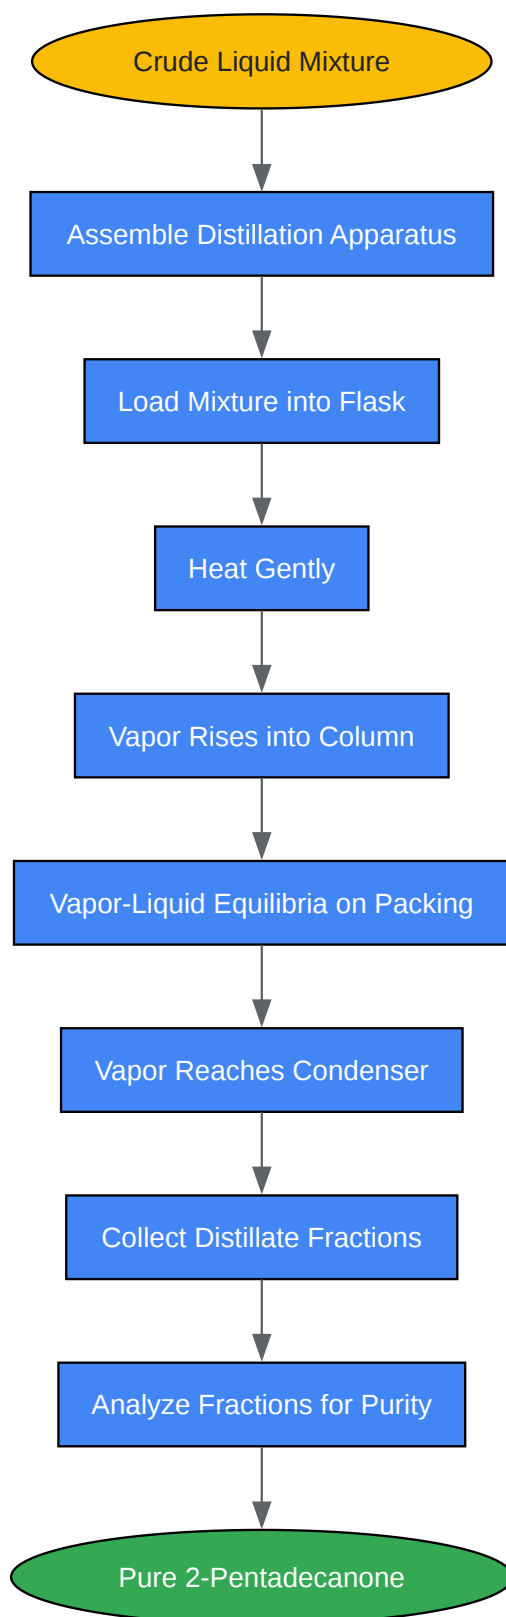 Crude Liquid Mixture
Assemble Distillation Apparatus
Load Mixture into Flask
Heat Gently
Vapor Rises into Column
Vapor-Liquid Equilibria on Packing
Vapor Reaches Condenser
Collect Distillate Fractions
Analyze Fractions for Purity
Pure 2-Pentadecanone